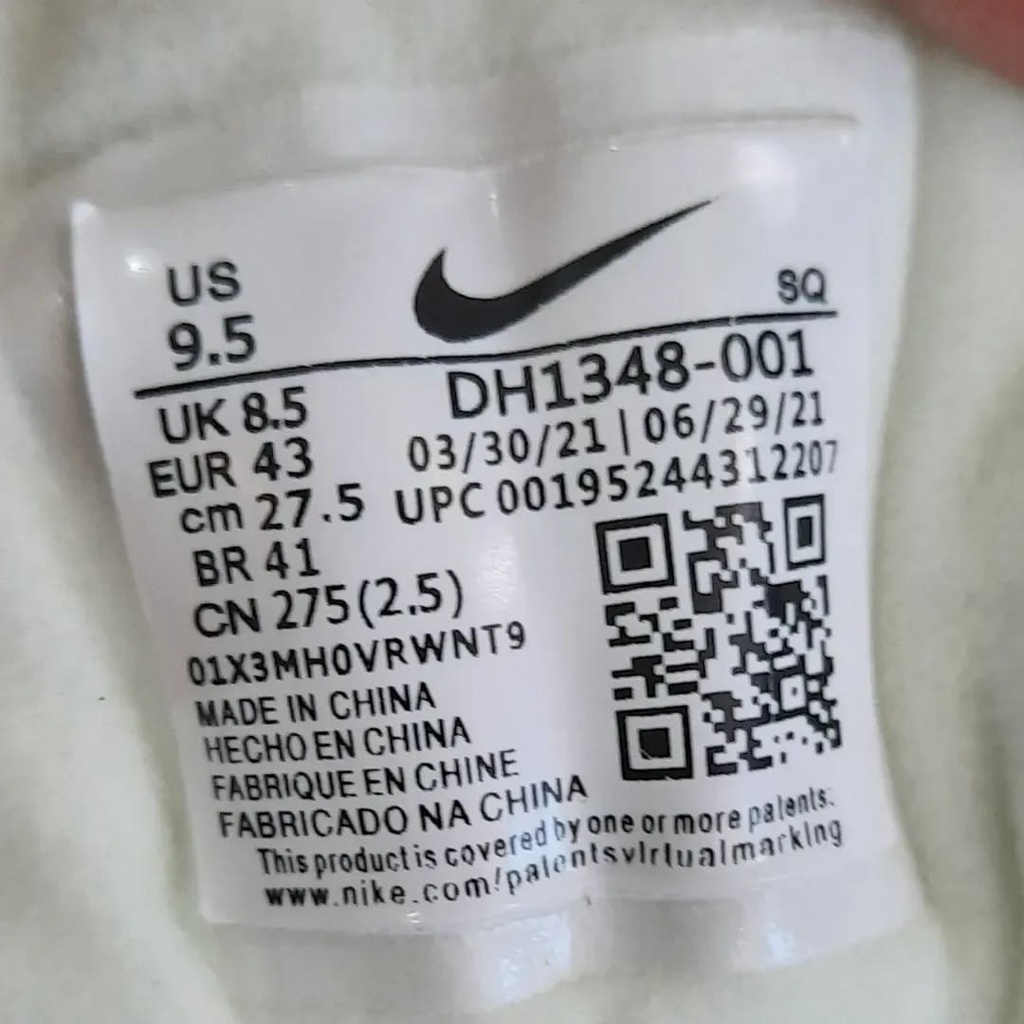 US
9.5
SQ
UK 8.5
EUR 43
cm 27.5
BR 41
CN 275(2.5)
DH1348-001
03/30/21 | 06/29/21
UPC 00195244312207
01X3MH0VRWNT9
MADE IN CHINA
HECHO EN CHINA
FABRIQUE EN CHINE
FABRICADO NA CHINA
This product is covered by one or more patents.
www.nike.com/patentsvirtualmarking